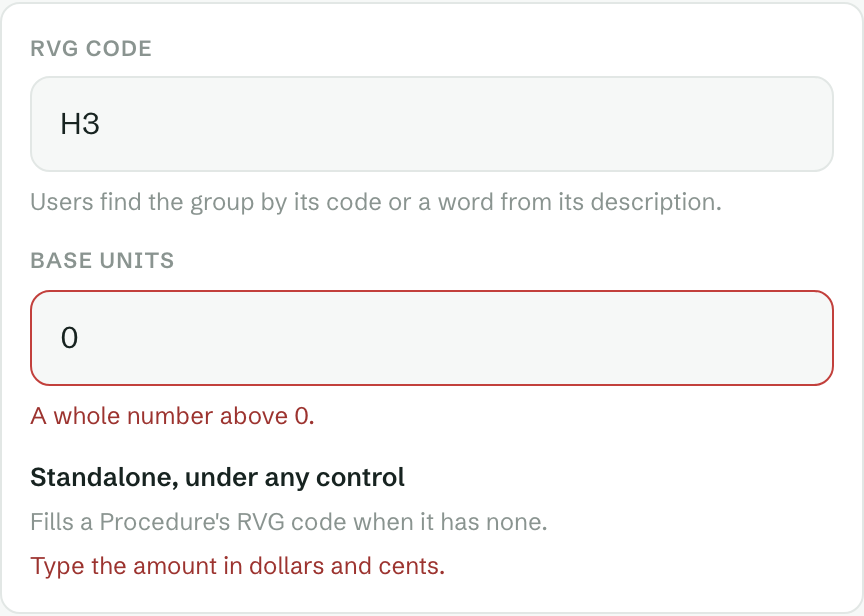 RVG CODE
H3
Users find the group by its code or a word from its description.
BASE UNITS
0
A whole number above 0.
Standalone, under any control
Fills a Procedure's RVG code when it has none.
Type the amount in dollars and cents.